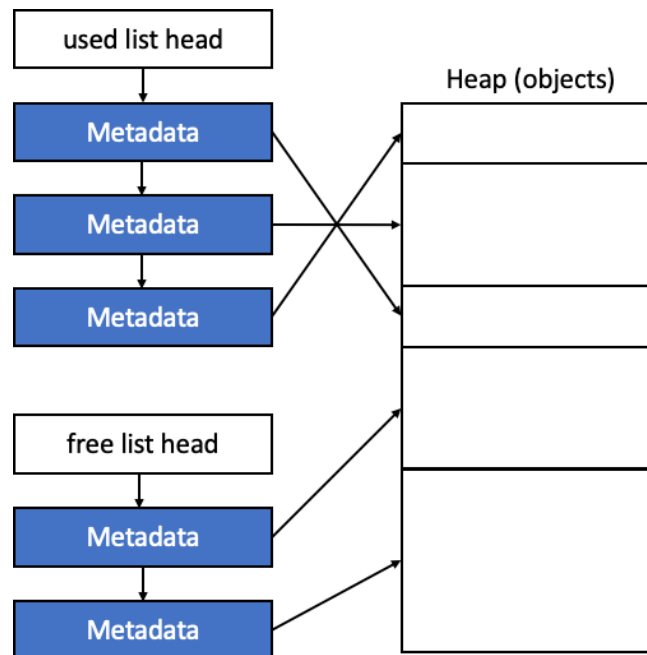 used list head
Heap (objects)
Metadata
Metadata
Metadata
free list head
Metadata
Metadata